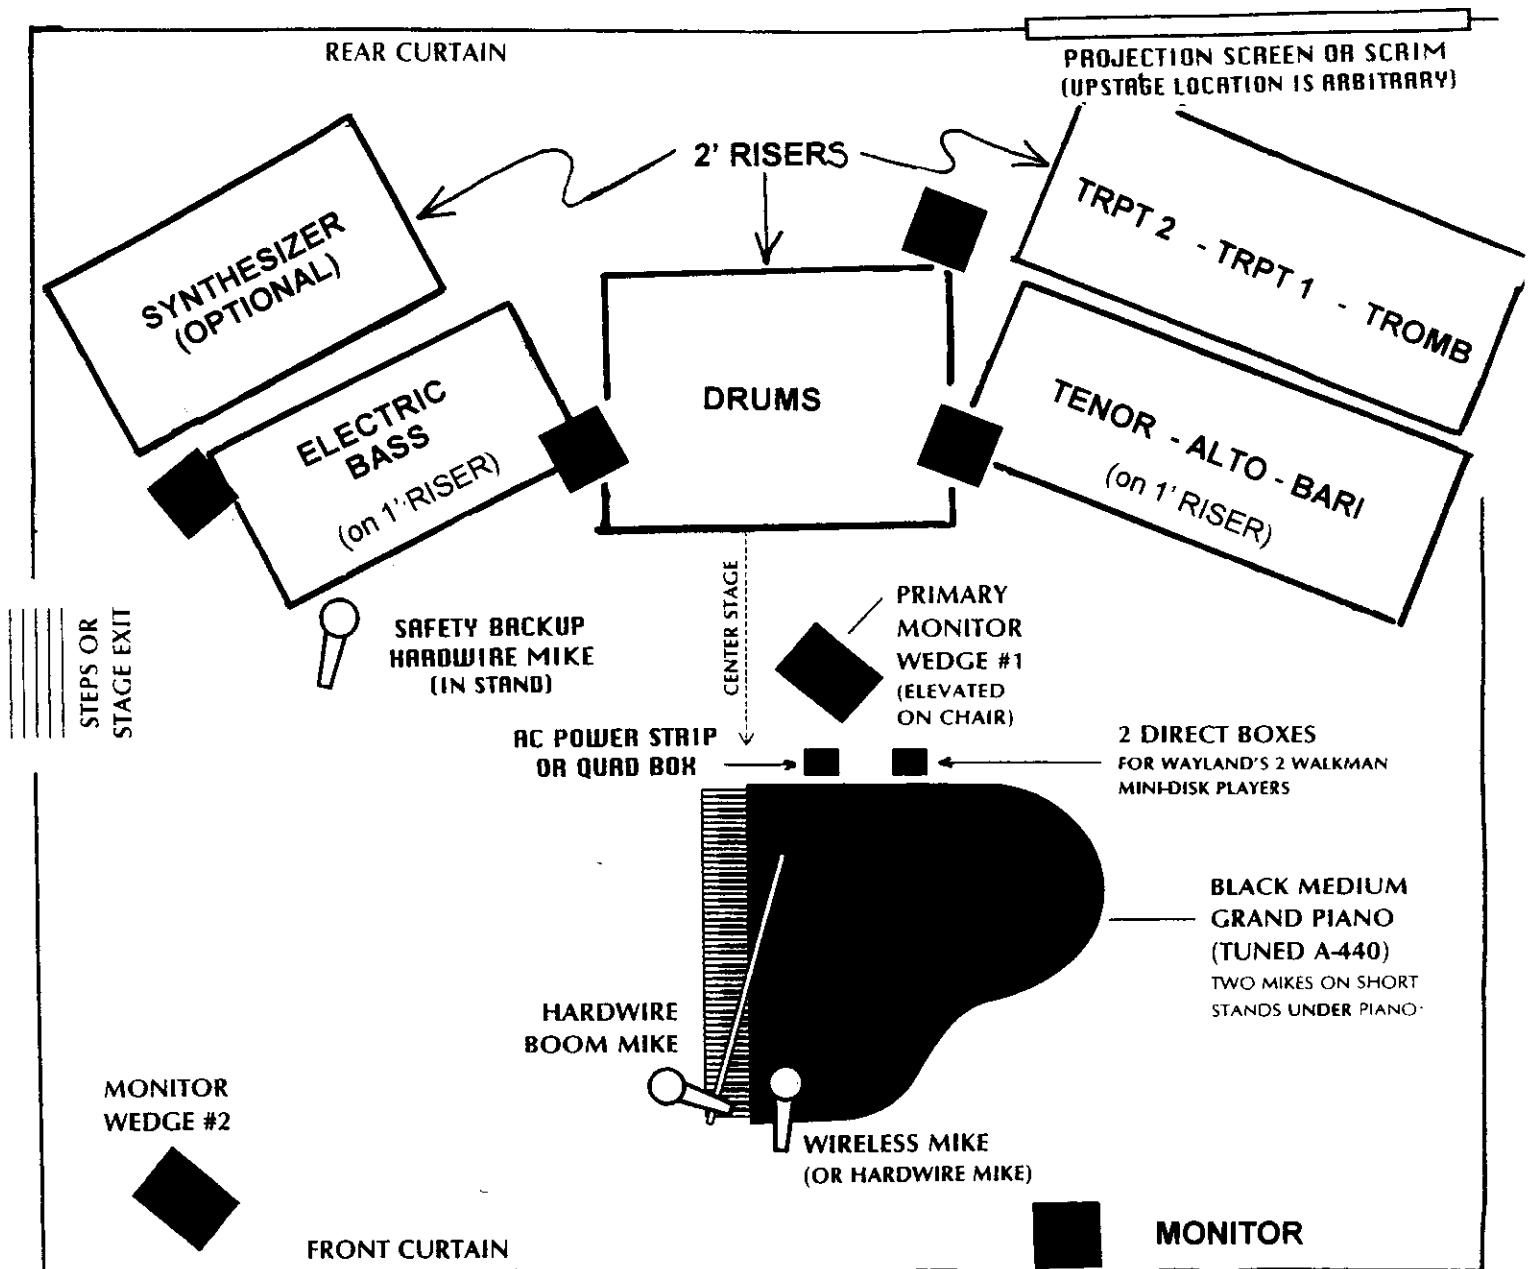 REAR CURTAIN
PROJECTION SCREEN OR SCRIM
(UPSTAGE LOCATION IS ARBITRARY)
2' RISERS
SYNTHESIZER
(OPTIONAL)
TRPT 2 - TRPT 1 - TROMB
ELECTRIC
BASS
(on 1' RISER)
DRUMS
TENOR - ALTO - BARI
(on 1' RISER)
STEPS OR
STAGE EXIT
SAFETY BACKUP
HARDWIRE MIKE
(IN STAND)
CENTER STAGE
PRIMARY
MONITOR
WEDGE #1
(ELEVATED
ON CHAIR)
AC POWER STRIP
OR QUAD BOX
2 DIRECT BOXES
FOR WAYLAND'S 2 WALKMAN
MINI-DISK PLAYERS
BLACK MEDIUM
GRAND PIANO
(TUNED A-440)
TWO MIKES ON SHORT
STANDS UNDER PIANO
HARDWIRE
BOOM MIKE
MONITOR
WEDGE #2
WIRELESS MIKE
(OR HARDWIRE MIKE)
FRONT CURTAIN
MONITOR